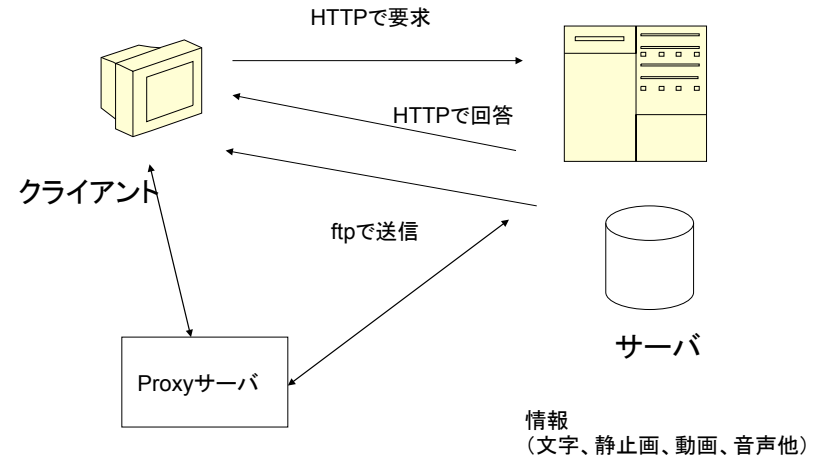 HTTPで要求
HTTPで回答
クライアント
ftpで送信
サーバ
Proxyサーバ
情報
（文字、静止画、動画、音声他）